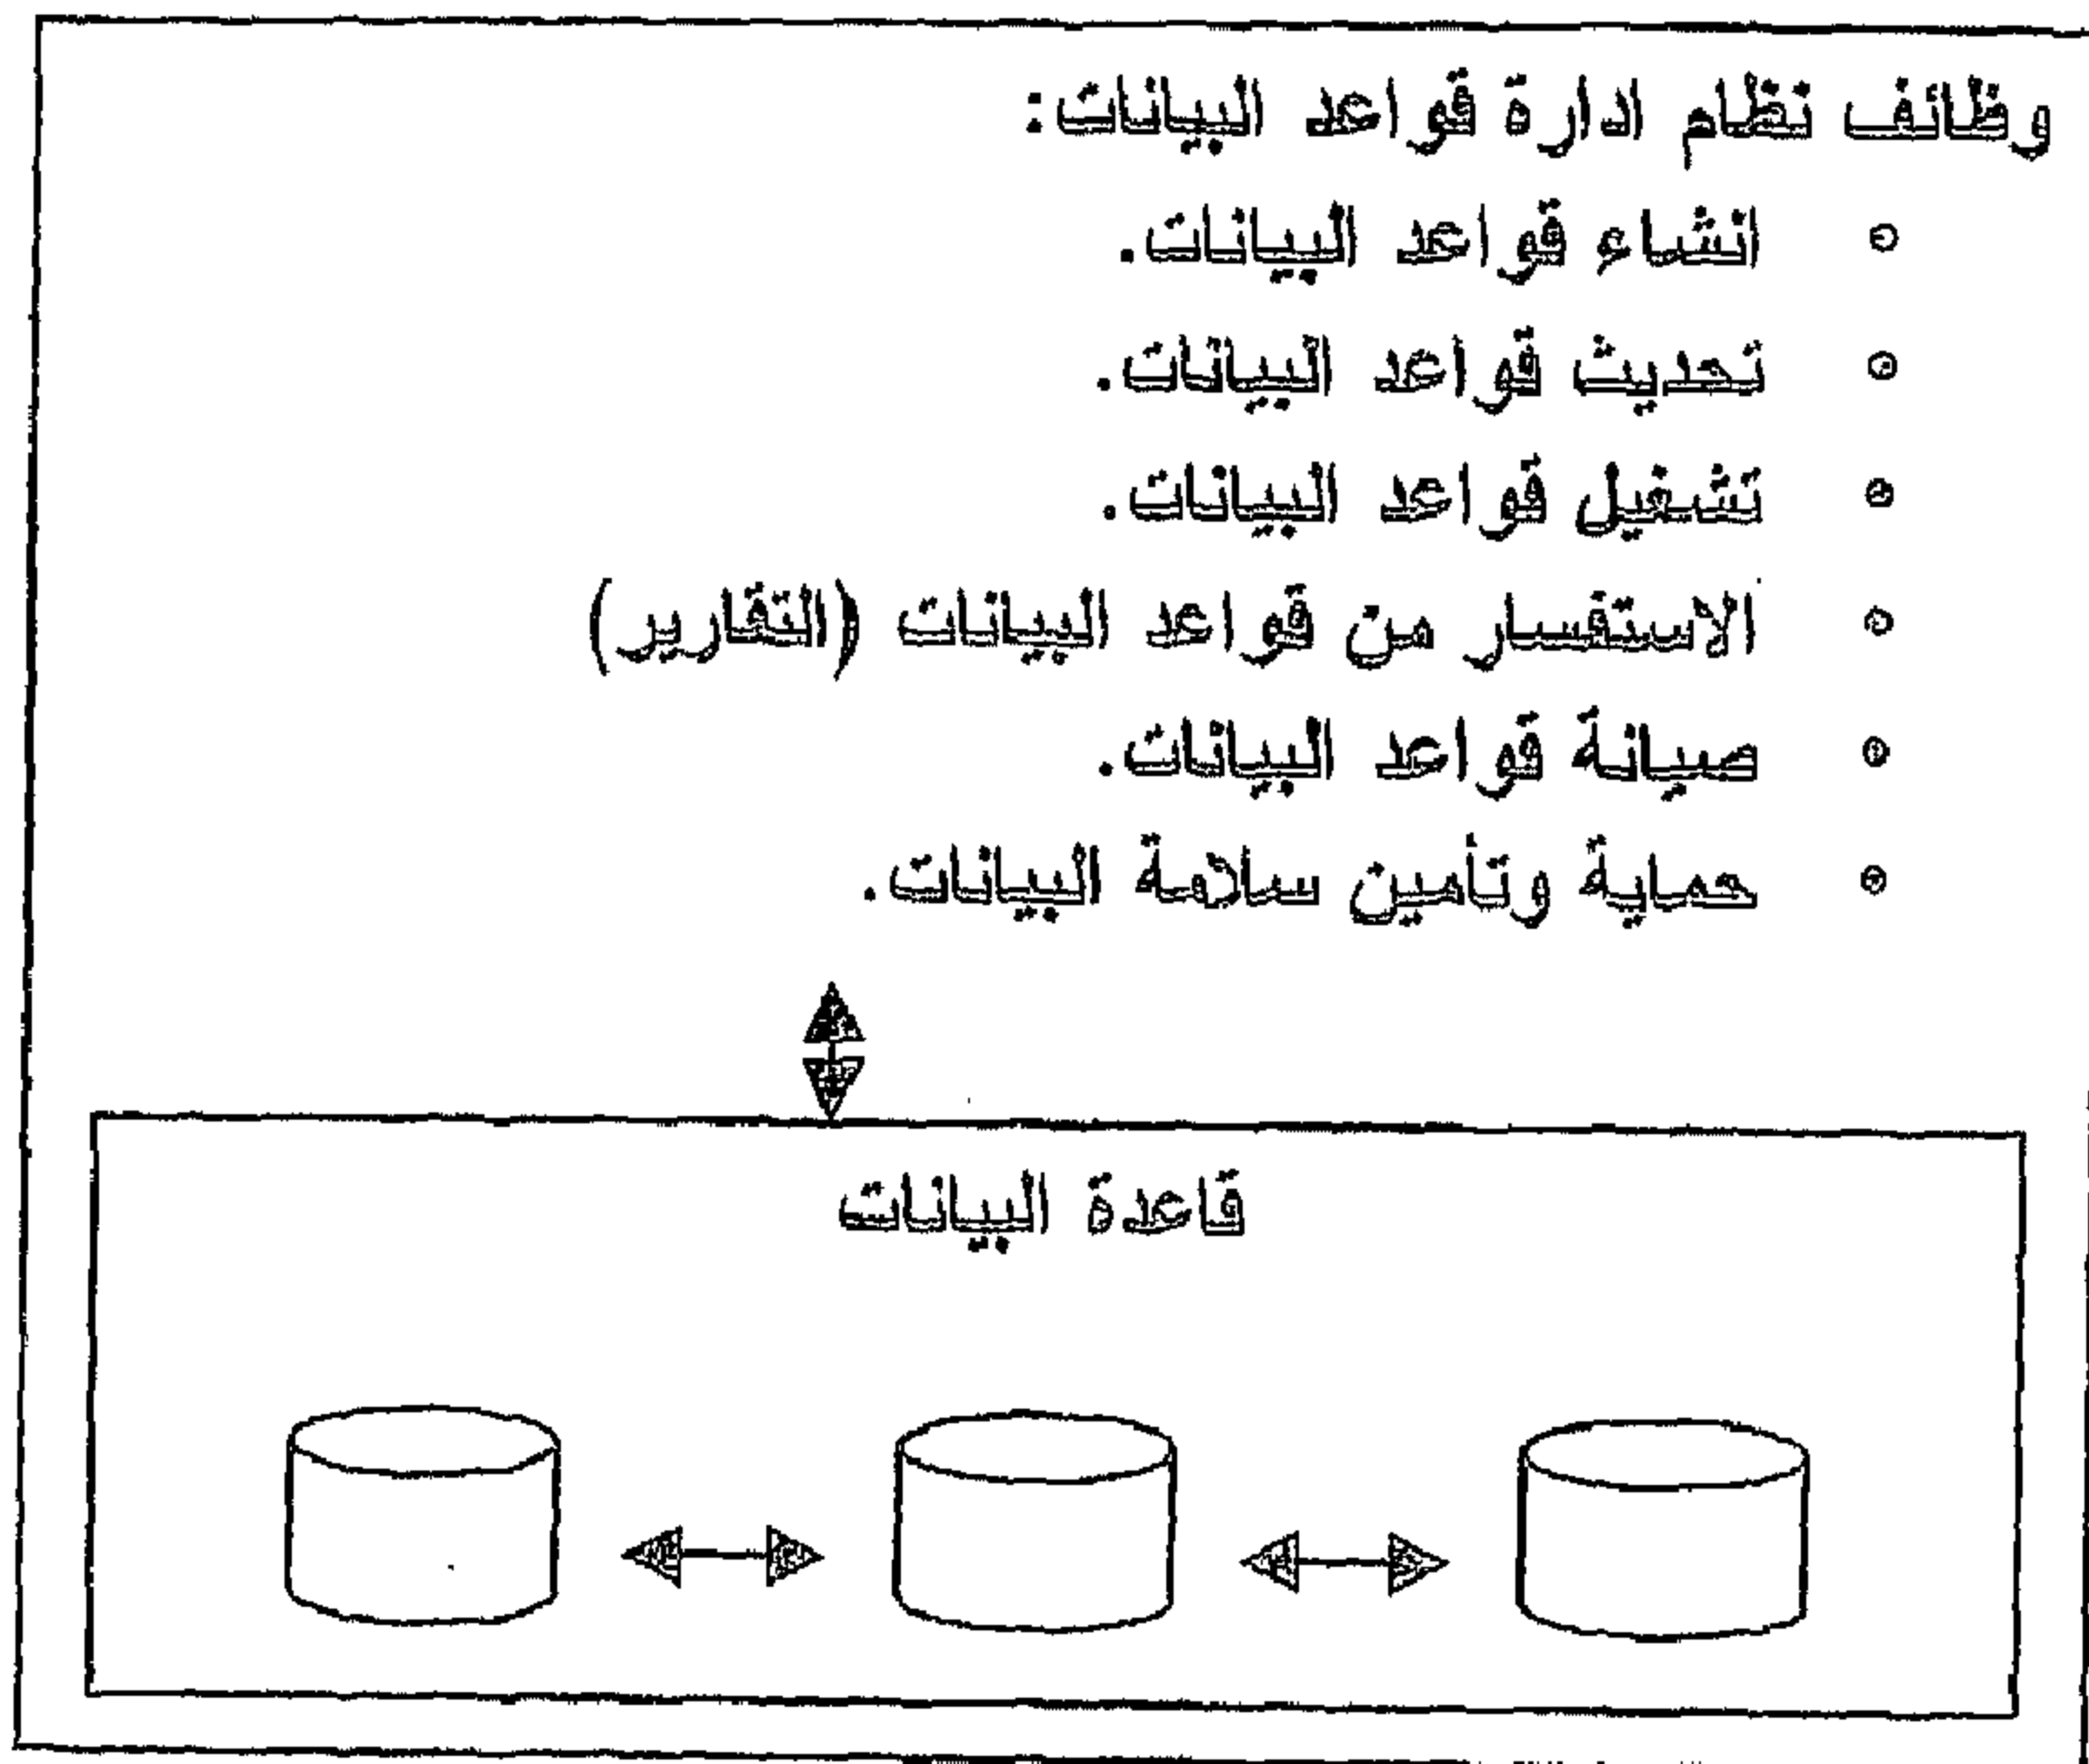 وظائف نظام ادارة قواعد البيانات:
انشاء قواعد البيانات.
تحديث قواعد البيانات.
تشغيل قواعد البيانات.
الاستفسار من قواعد البيانات (التقارير)
صيانة قواعد البيانات.
حماية وتأمين سلامة البيانات.
قاعدة البيانات